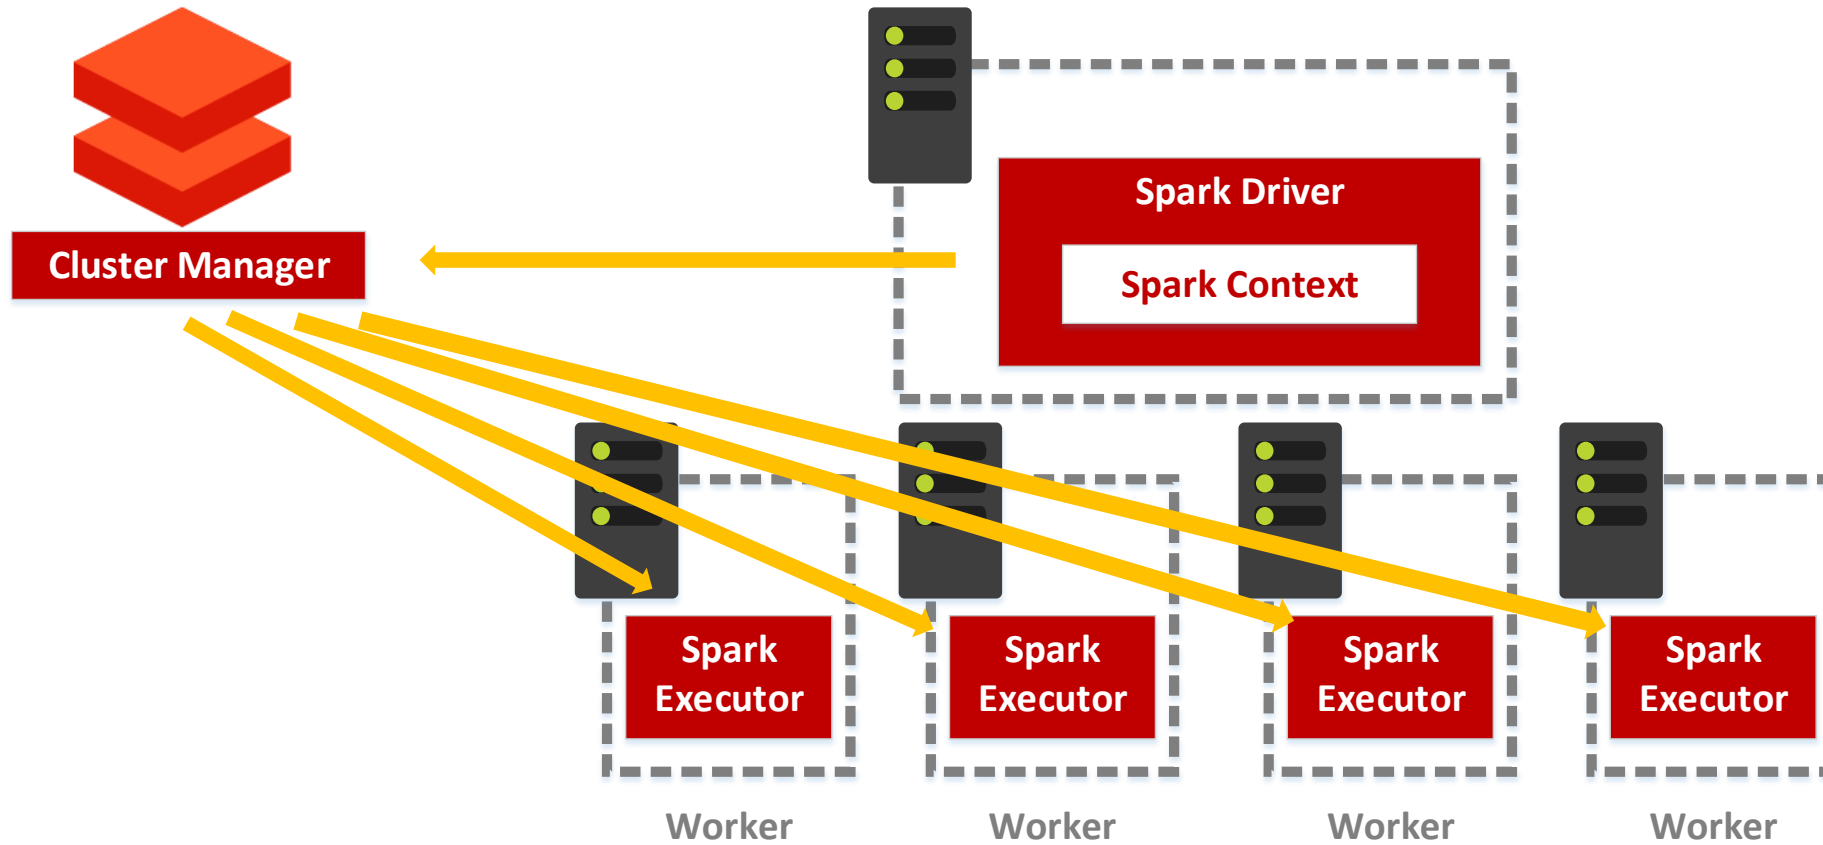 Spark Driver
Cluster Manager
Spark Context
Spark
Executor
Spark
Executor
Spark
Executor
Spark
Executor
Worker
Worker
Worker
Worker